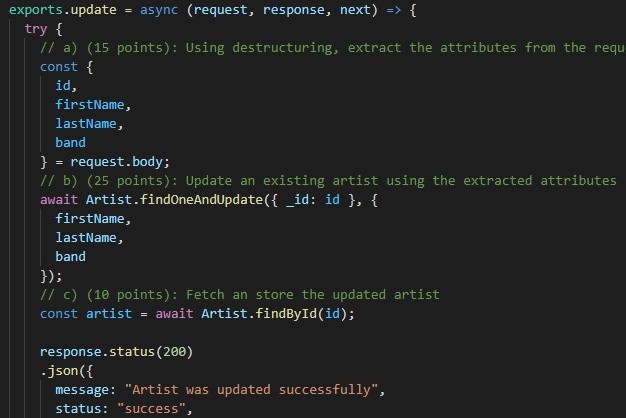 exports.update = async (request, response, next) => {
try {
// a) (15 points): Using destructuring, extract the attributes from the
const {
id,
firstName,
lastName,
band
} = request.body;
// b) (25 points): Update an existing artist using the extracted attributes
await Artist.findOneAndUpdate({ _id: id }, {
firstName,
lastName,
band
});
// c) (10 points): Fetch an store the updated artist
const artist = await Artist.findById(id);
response.status(200)
.json({
message: "Artist was updated successfully",
status: "success",